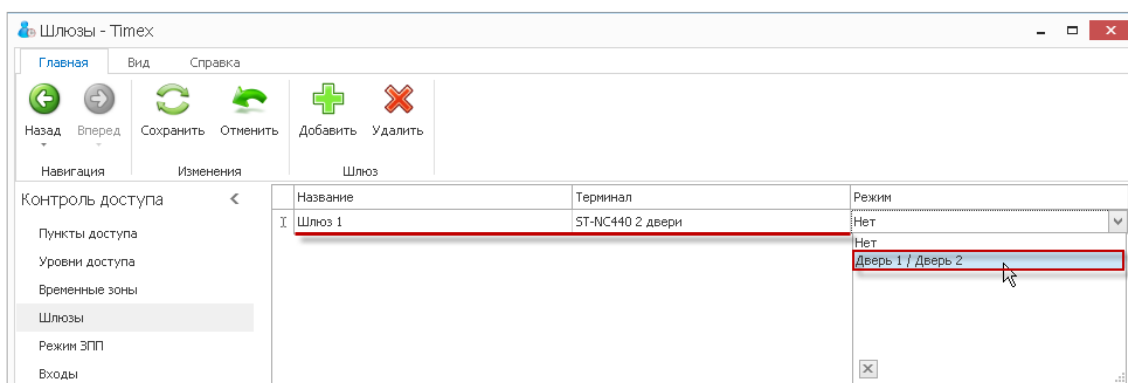 Шлюзы - Timex
Главная Вид Справка
Назад Вперед Сохранить Отменить Добавить Удалить
Навигация Изменения Шлюз
Контроль доступа
Название Терминал Режим
Шлюз 1 ST-NC440 2 двери Нет
Нет
Дверь 1 / Дверь 2
Пункты доступа
Уровни доступа
Временные зоны
Шлюзы
Режим ЗПП
Входы